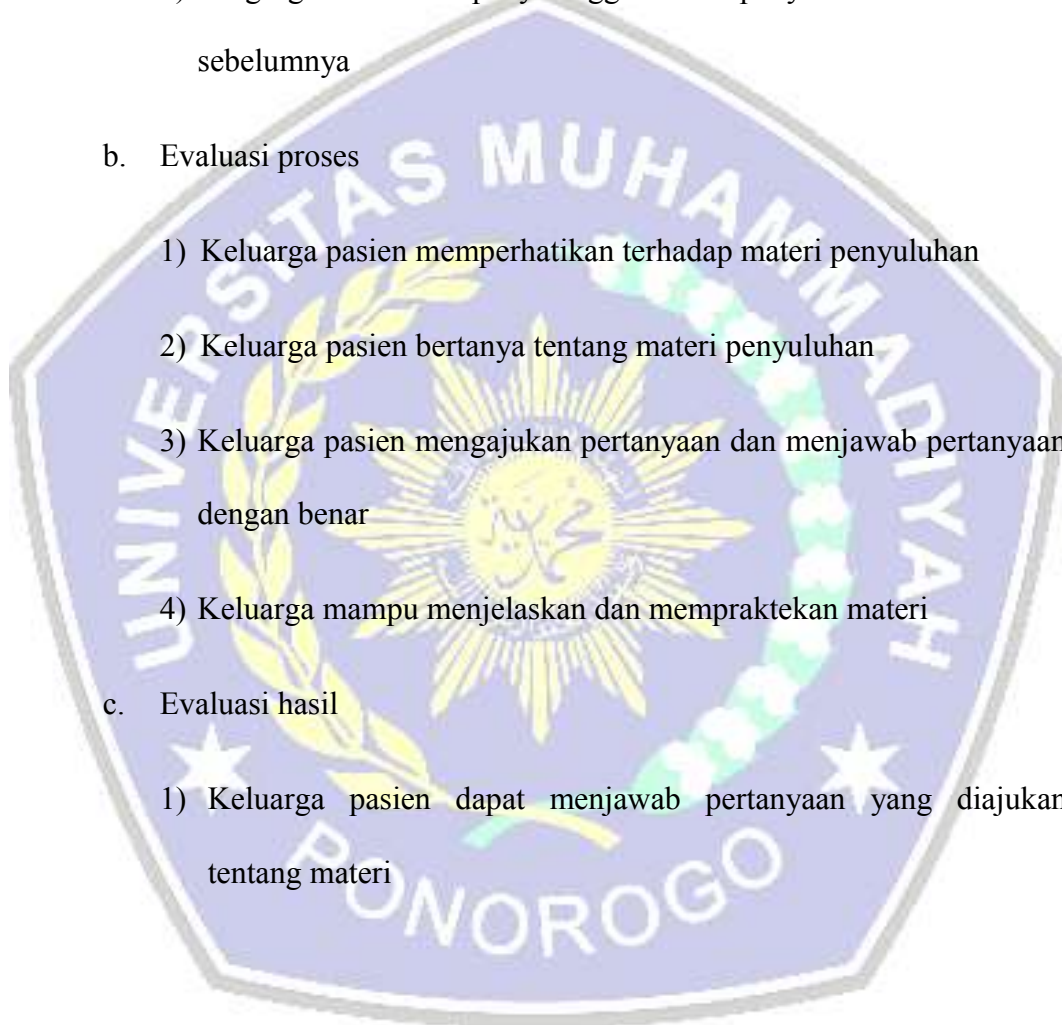 sebelumnya
b. Evaluasi proses
1) Keluarga pasien memperhatikan terhadap materi penyuluhan
2) Keluarga pasien bertanya tentang materi penyuluhan
3) Keluarga pasien mengajukan pertanyaan dan menjawab pertanyaan
dengan benar
4) Keluarga mampu menjelaskan dan mempraktekan materi
c. Evaluasi hasil
1) Keluarga pasien dapat menjawab pertanyaan yang diajukan
tentang materi
UNIVERSITAS MUHAMMADIYAH
PONOROGO